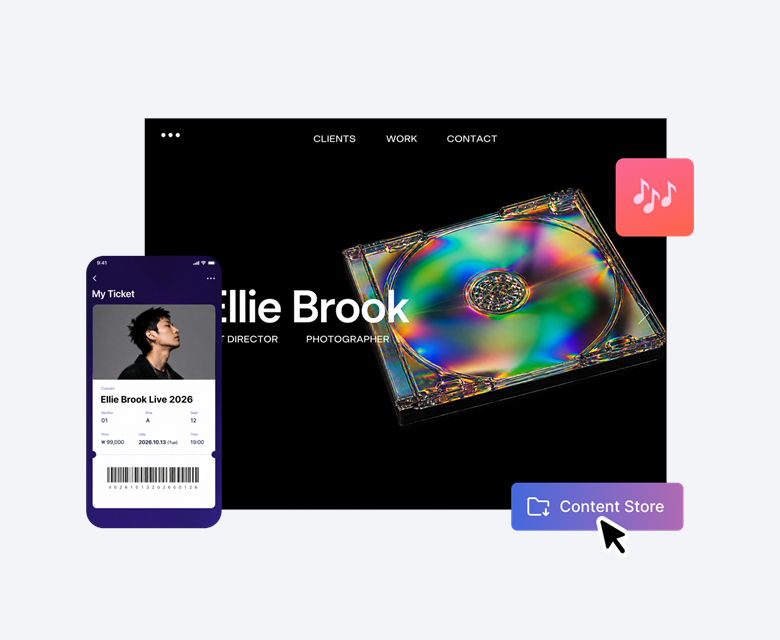 CLIENTS WORK CONTACT
Ellie Brook
DIRECTOR PHOTOGRAPHER
9:41
My Ticket
Concert
Ellie Brook Live 2026
Section Row Seat
01 A 12
Price Date Time
₩ 99,000 2026.10.13 (Tue) 19:00
Content Store